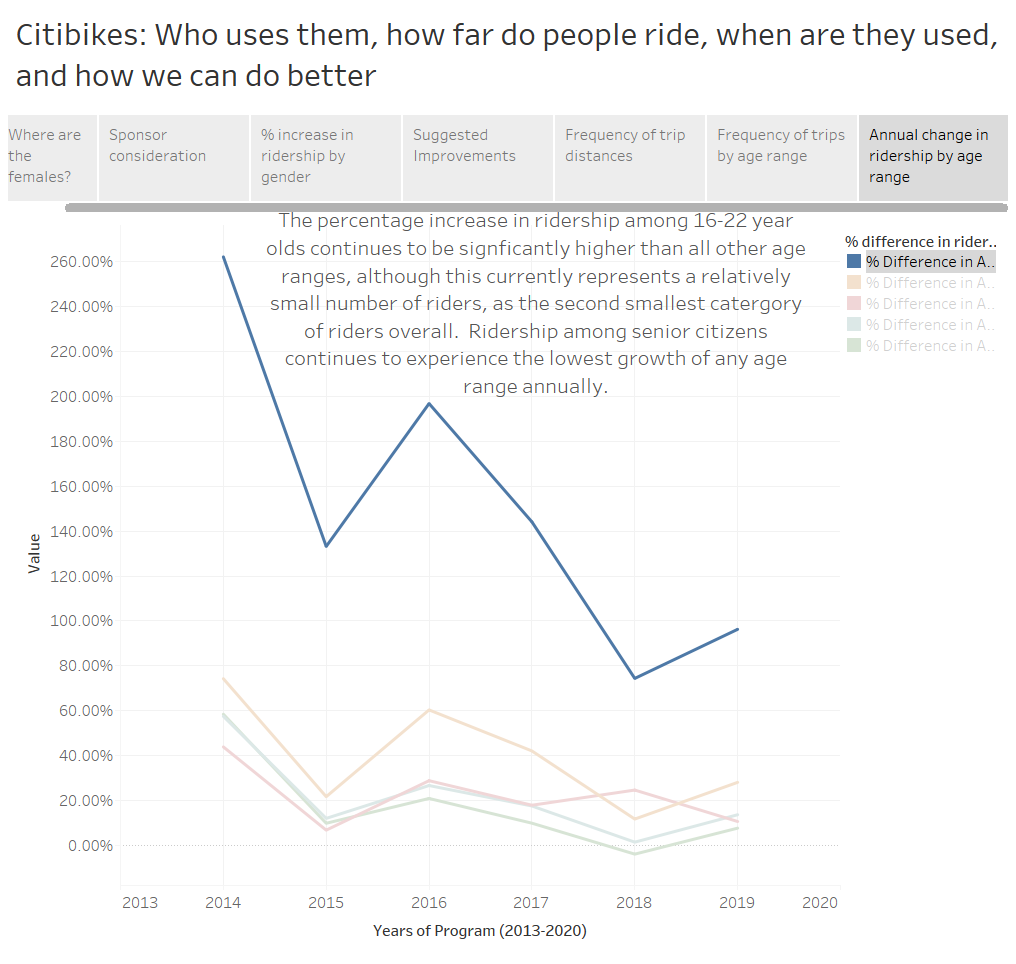 Citibikes: Who uses them, how far do people ride, when are they used,
and how we can do better
Where are
the
females?
Sponsor
consideration
% increase in
ridership by
gender
Suggested
Improvements
Frequency of trip
distances
Frequency of trips
by age range
Annual change in
ridership by age
range
The percentage increase in ridership among 16-22 year
olds continues to be signficantly higher than all other age
ranges, although this currently represents a relatively
small number of riders, as the second smallest catergory
of riders overall.  Ridership among senior citizens
continues to experience the lowest growth of any age
range annually.
% difference in rider..
% Difference in A..
% Difference in A..
% Difference in A..
% Difference in A..
% Difference in A..
260.00%
240.00%
220.00%
200.00%
180.00%
160.00%
140.00%
120.00%
100.00%
80.00%
60.00%
40.00%
20.00%
0.00%
Value
2013
2014
2015
2016
2017
2018
2019
2020
Years of Program (2013-2020)